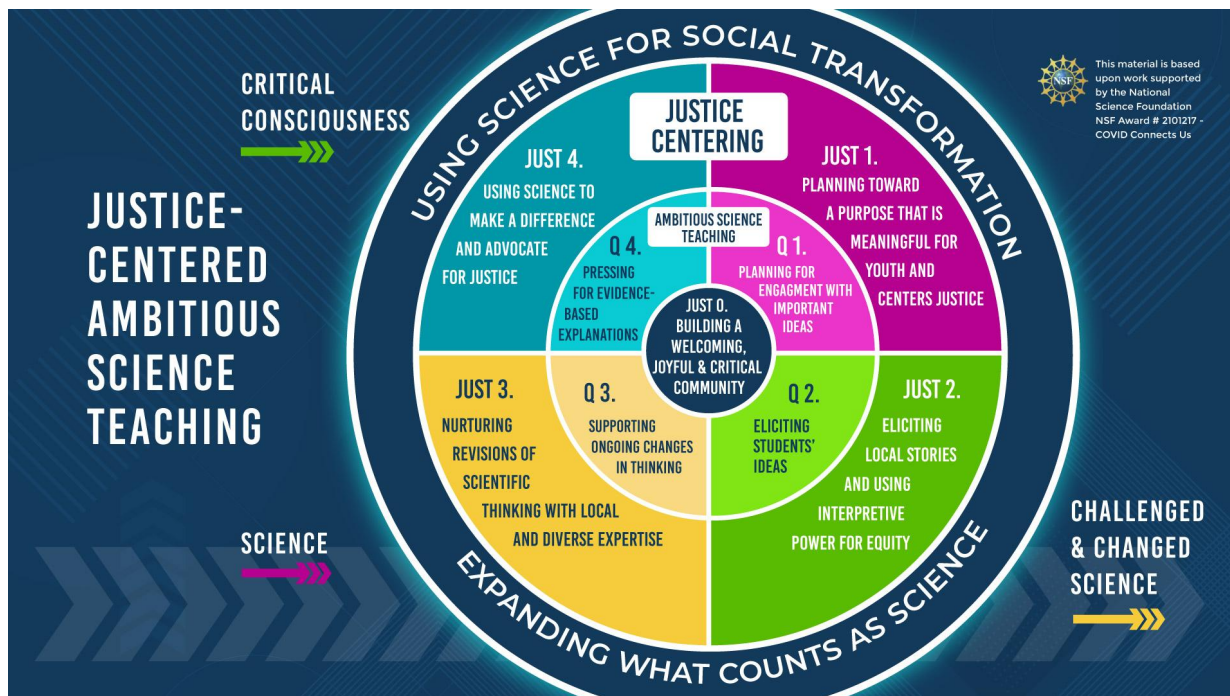 CRITICAL
CONSCIOUSNESS
JUSTICE-
CENTERED
AMBITIOUS
SCIENCE
TEACHING
SCIENCE
USING SCIENCE FOR SOCIAL TRANSFORMATION
JUSTICE
CENTERING
JUST 1.
PLANNING TOWARD
A PURPOSE THAT IS
MEANINGFUL FOR
YOUTH AND
CENTERS JUSTICE
JUST 2.
ELICITING
LOCAL STORIES
AND USING
INTERPRETIVE
POWER FOR EQUITY
JUST 3.
NURTURING
REVISIONS OF
SCIENTIFIC
THINKING WITH LOCAL
AND DIVERSE EXPERTISE
JUST 4.
USING SCIENCE TO
MAKE A DIFFERENCE
AND ADVOCATE
FOR JUSTICE
AMBITIOUS SCIENCE
TEACHING
Q 1.
PLANNING FOR
ENGAGMENT WITH
IMPORTANT
IDEAS
Q 2.
ELICITING
STUDENTS'
IDEAS
Q 3.
SUPPORTING
ONGOING CHANGES
IN THINKING
Q 4.
PRESSING
FOR EVIDENCE-
BASED
EXPLANATIONS
JUST 0.
BUILDING A
WELCOMING,
JOYFUL & CRITICAL
COMMUNITY
EXPANDING WHAT COUNTS AS SCIENCE
NSF
This material is based
upon work supported
by the National
Science Foundation
NSF Award # 2101217 -
COVID Connects Us
CHALLENGED
& CHANGED
SCIENCE